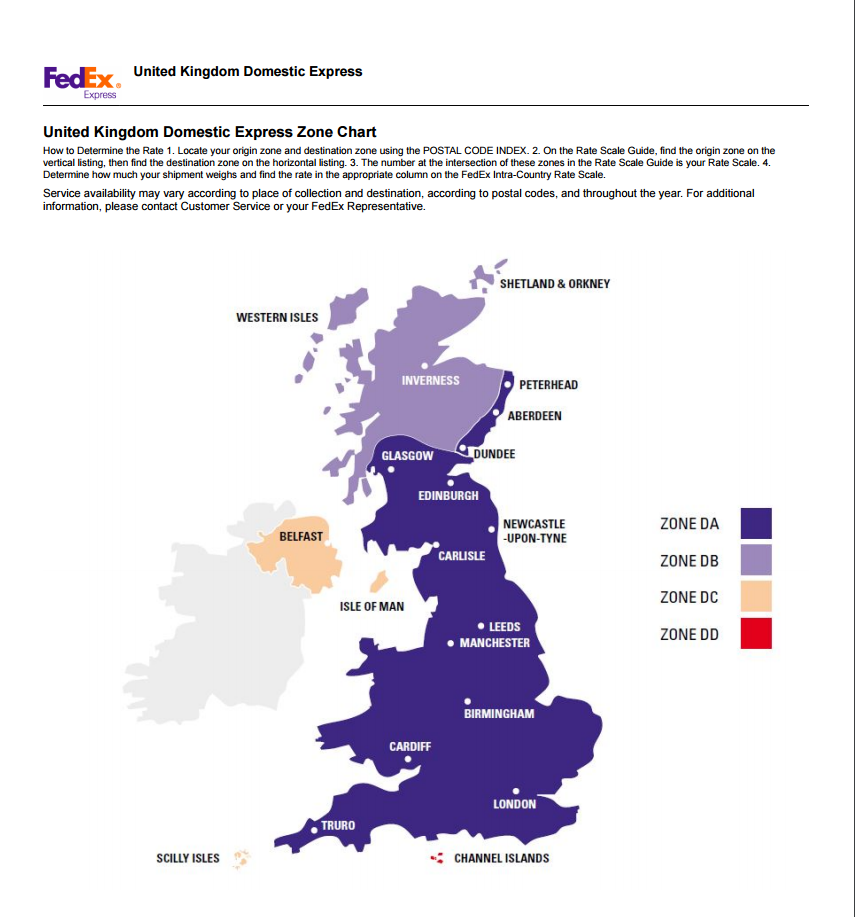 FedEx®
Express
United Kingdom Domestic Express
United Kingdom Domestic Express Zone Chart
How to Determine the Rate 1. Locate your origin zone and destination zone using the POSTAL CODE INDEX. 2. On the Rate Scale Guide, find the origin zone on the
vertical listing, then find the destination zone on the horizontal listing. 3. The number at the intersection of these zones in the Rate Scale Guide is your Rate Scale. 4.
Determine how much your shipment weighs and find the rate in the appropriate column on the FedEx Intra-Country Rate Scale.
Service availability may vary according to place of collection and destination, according to postal codes, and throughout the year. For additional
information, please contact Customer Service or your FedEx Representative.
SHETLAND & ORKNEY
WESTERN ISLES
INVERNESS
PETERHEAD
ABERDEEN
DUNDEE
GLASGOW
EDINBURGH
NEWCASTLE
-UPON-TYNE
BELFAST
CARLISLE
ISLE OF MAN
LEEDS
MANCHESTER
BIRMINGHAM
CARDIFF
LONDON
TRURO
SCILLY ISLES
CHANNEL ISLANDS
ZONE DA
ZONE DB
ZONE DC
ZONE DD